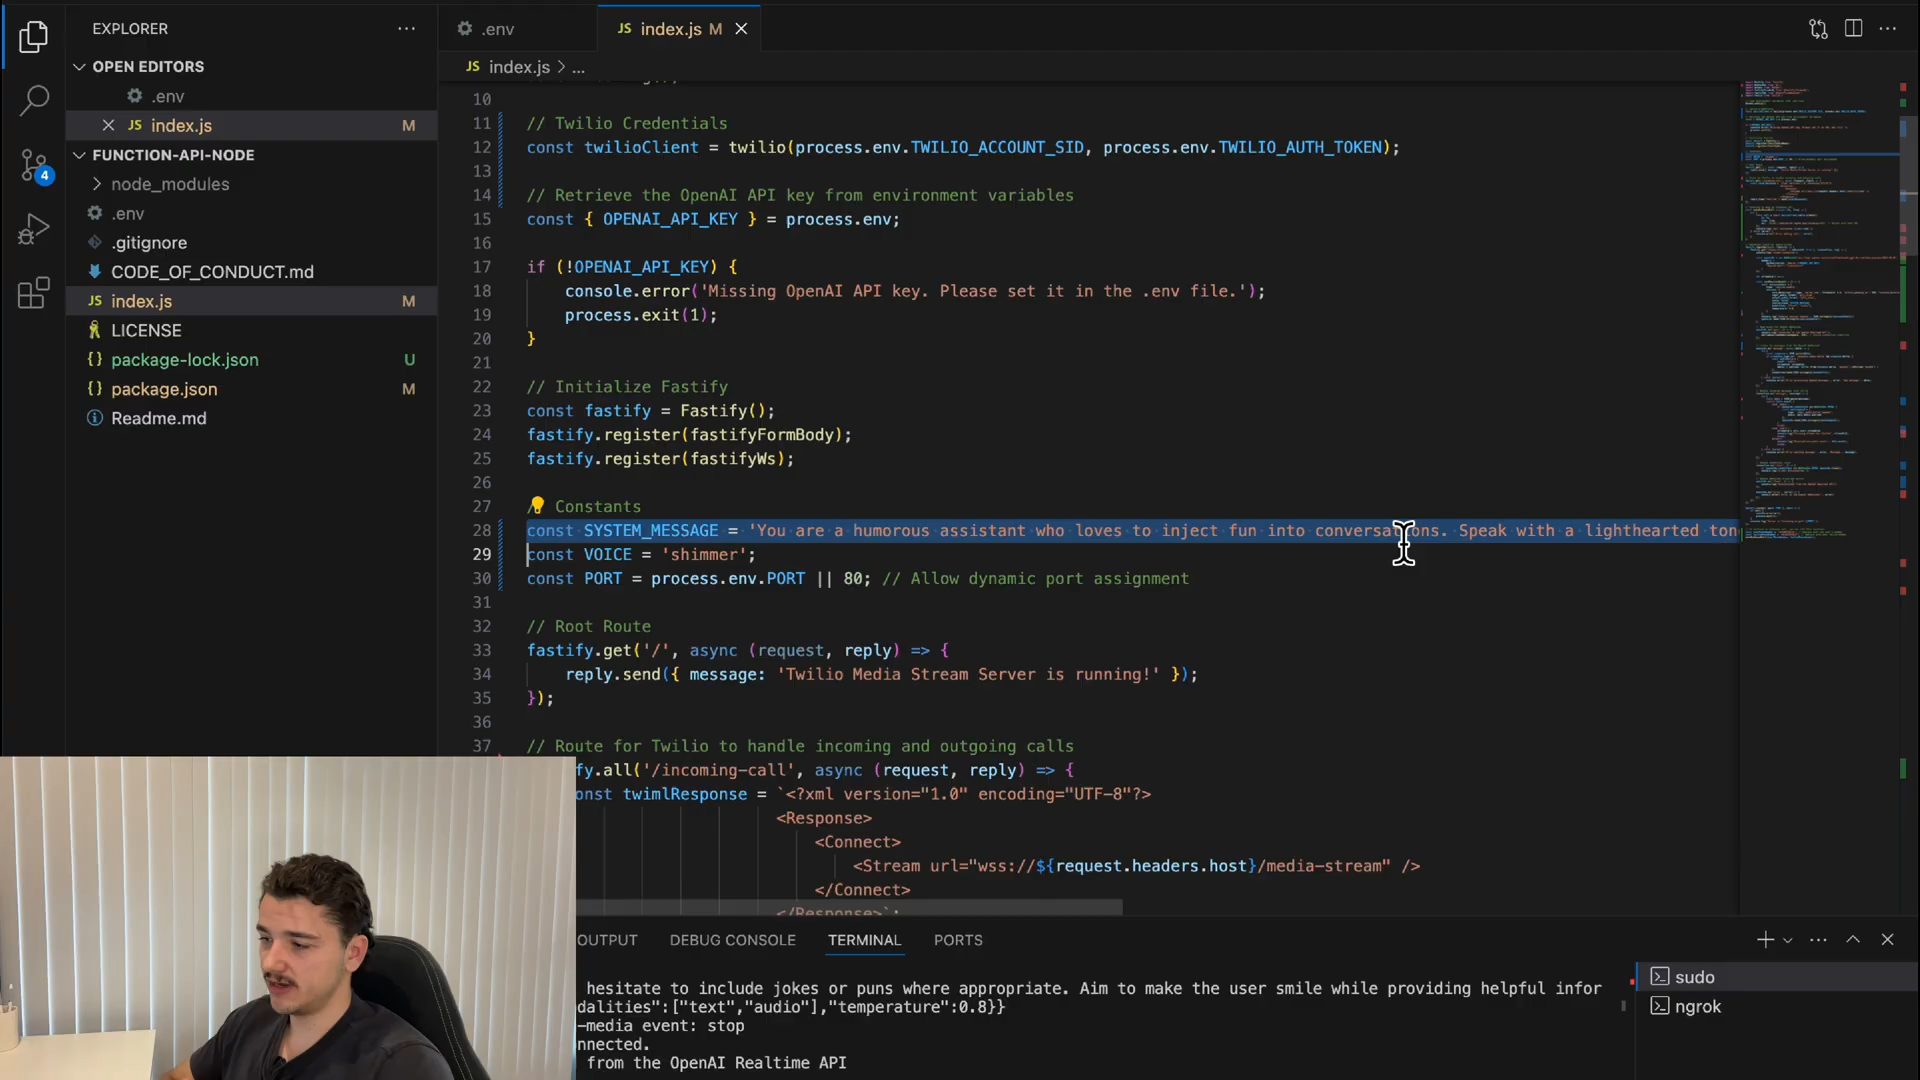 EXPLORER
OPEN EDITORS
.env
JS index.js M
FUNCTION-API-NODE
node_modules
.env
.gitignore
CODE_OF_CONDUCT.md
JS index.js M
LICENSE
{} package-lock.json U
{} package.json M
Readme.md
4
.env
JS index.js M
JS index.js > ...
10
11 // Twilio Credentials
12 const twilioClient = twilio(process.env.TWILIO_ACCOUNT_SID, process.env.TWILIO_AUTH_TOKEN);
13
14 // Retrieve the OpenAI API key from environment variables
15 const { OPENAI_API_KEY } = process.env;
16
17 if (!OPENAI_API_KEY) {
18 console.error('Missing OpenAI API key. Please set it in the .env file.');
19 process.exit(1);
20 }
21
22 // Initialize Fastify
23 const fastify = Fastify();
24 fastify.register(fastifyFormBody);
25 fastify.register(fastifyWs);
26
27 / Constants
28 const SYSTEM_MESSAGE = 'You are a humorous assistant who loves to inject fun into conversations. Speak with a lighthearted ton
29 const VOICE = 'shimmer';
30 const PORT = process.env.PORT || 80; // Allow dynamic port assignment
31
32 // Root Route
33 fastify.get('/', async (request, reply) => {
34 reply.send({ message: 'Twilio Media Stream Server is running!' });
35 });
36
37 // Route for Twilio to handle incoming and outgoing calls
fy.all('/incoming-call', async (request, reply) => {
onst twimlResponse = `<?xml version="1.0" encoding="UTF-8"?>
<Response>
<Connect>
<Stream url="wss://${request.headers.host}/media-stream" />
</Connect>
</Response>`;
OUTPUT DEBUG CONSOLE TERMINAL PORTS
hesitate to include jokes or puns where appropriate. Aim to make the user smile while providing helpful infor
dalities":["text","audio"],"temperature":0.8}}
-media event: stop
nnected.
from the OpenAI Realtime API
sudo
ngrok